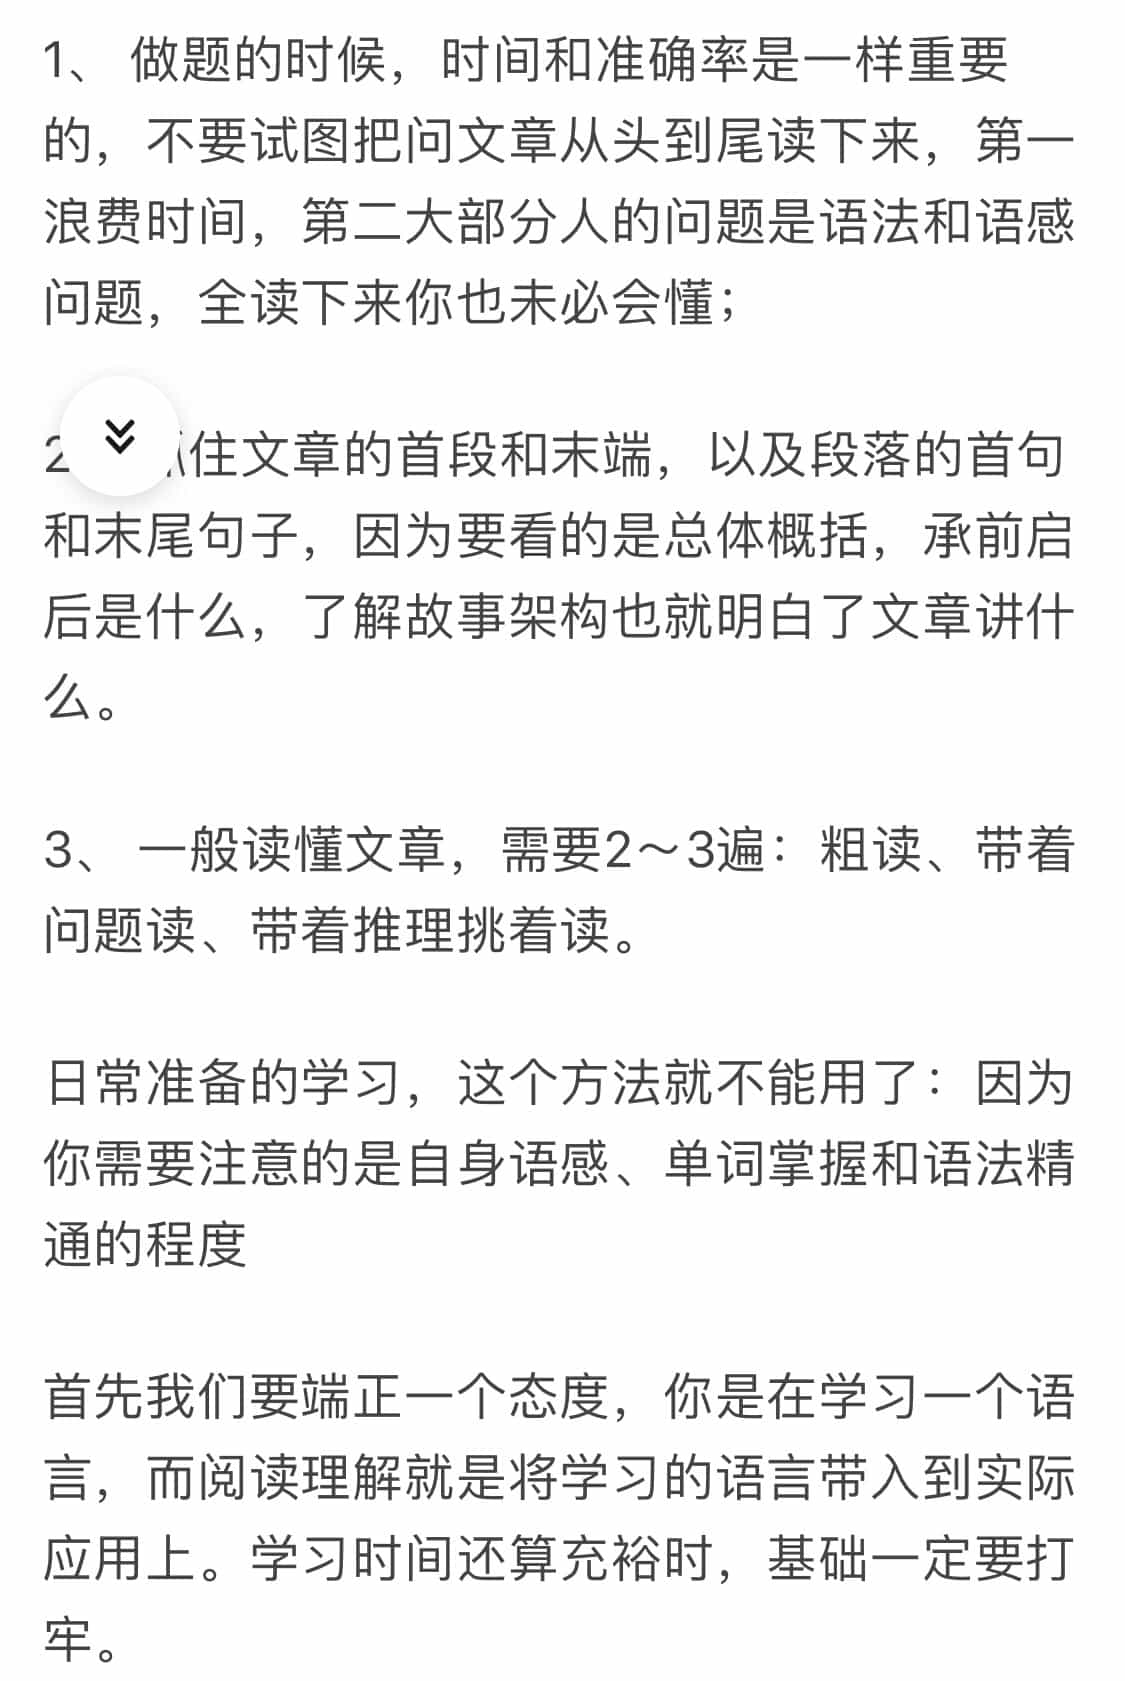 1、 做题的时候，时间和准确率是一样重要
的，不要试图把问文章从头到尾读下来，第一
浪费时间，第二大部分人的问题是语法和语感
问题，全读下来你也未必会懂；
2 住文章的首段和末端，以及段落的首句
和末尾句子，因为要看的是总体概括，承前启
后是什么，了解故事架构也就明白了文章讲什
么。
3、 一般读懂文章，需要2～3遍：粗读、带着
问题读、带着推理挑着读。
日常准备的学习，这个方法就不能用了：因为
你需要注意的是自身语感、单词掌握和语法精
通的程度
首先我们要端正一个态度，你是在学习一个语
言，而阅读理解就是将学习的语言带入到实际
应用上。学习时间还算充裕时，基础一定要打
牢。